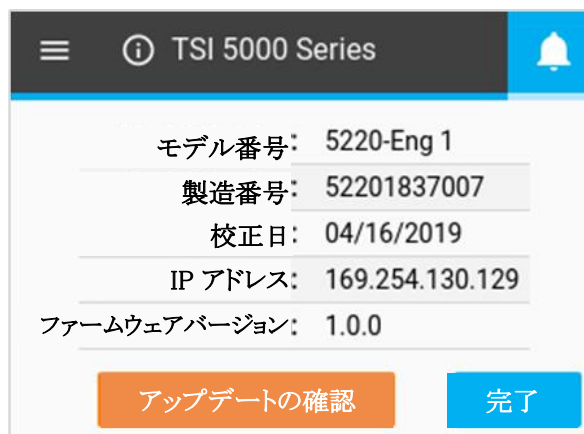 TSI 5000 Series
モデル番号: 5220-Eng 1
製造番号: 52201837007
校正日: 04/16/2019
IP アドレス: 169.254.130.129
ファームウェアバージョン: 1.0.0
アップデートの確認 完了